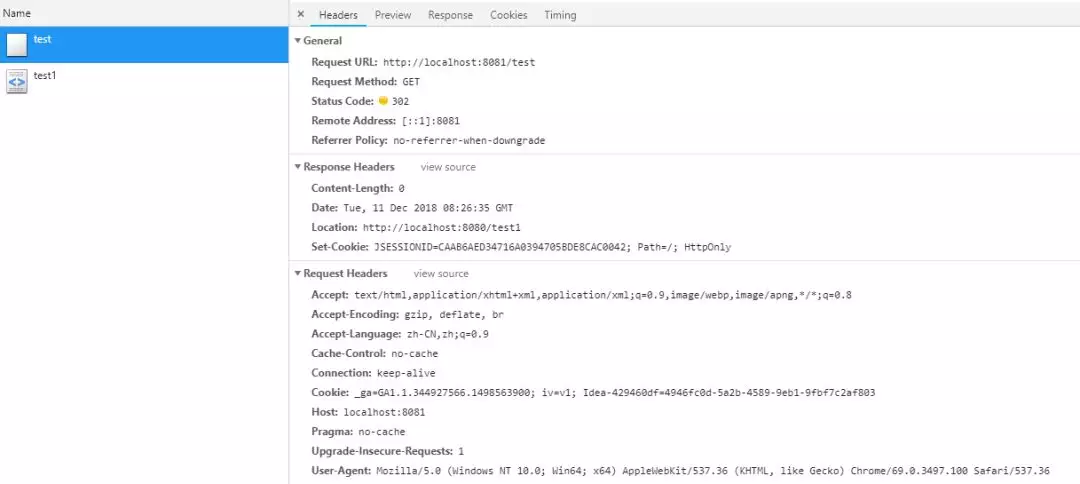 Name
test
test1
× Headers Preview Response Cookies Timing
General
Request URL: http://localhost:8081/test
Request Method: GET
Status Code: 302
Remote Address: [::1]:8081
Referrer Policy: no-referrer-when-downgrade
Response Headers view source
Content-Length: 0
Date: Tue, 11 Dec 2018 08:26:35 GMT
Location: http://localhost:8080/test1
Set-Cookie: JSESSIONID=CAAB6AED34716A0394705BDE8CAC0042; Path=/; HttpOnly
Request Headers view source
Accept: text/html,application/xhtml+xml,application/xml;q=0.9,image/webp,image/apng,*/*;q=0.8
Accept-Encoding: gzip, deflate, br
Accept-Language: zh-CN,zh;q=0.9
Cache-Control: no-cache
Connection: keep-alive
Cookie: _ga=GA1.1.344927566.1498563900; iv=v1; Idea-429460df=4946fc0d-5a2b-4589-9eb1-9fbf7c2af803
Host: localhost:8081
Pragma: no-cache
Upgrade-Insecure-Requests: 1
User-Agent: Mozilla/5.0 (Windows NT 10.0; Win64; x64) AppleWebKit/537.36 (KHTML, like Gecko) Chrome/69.0.3497.100 Safari/537.36